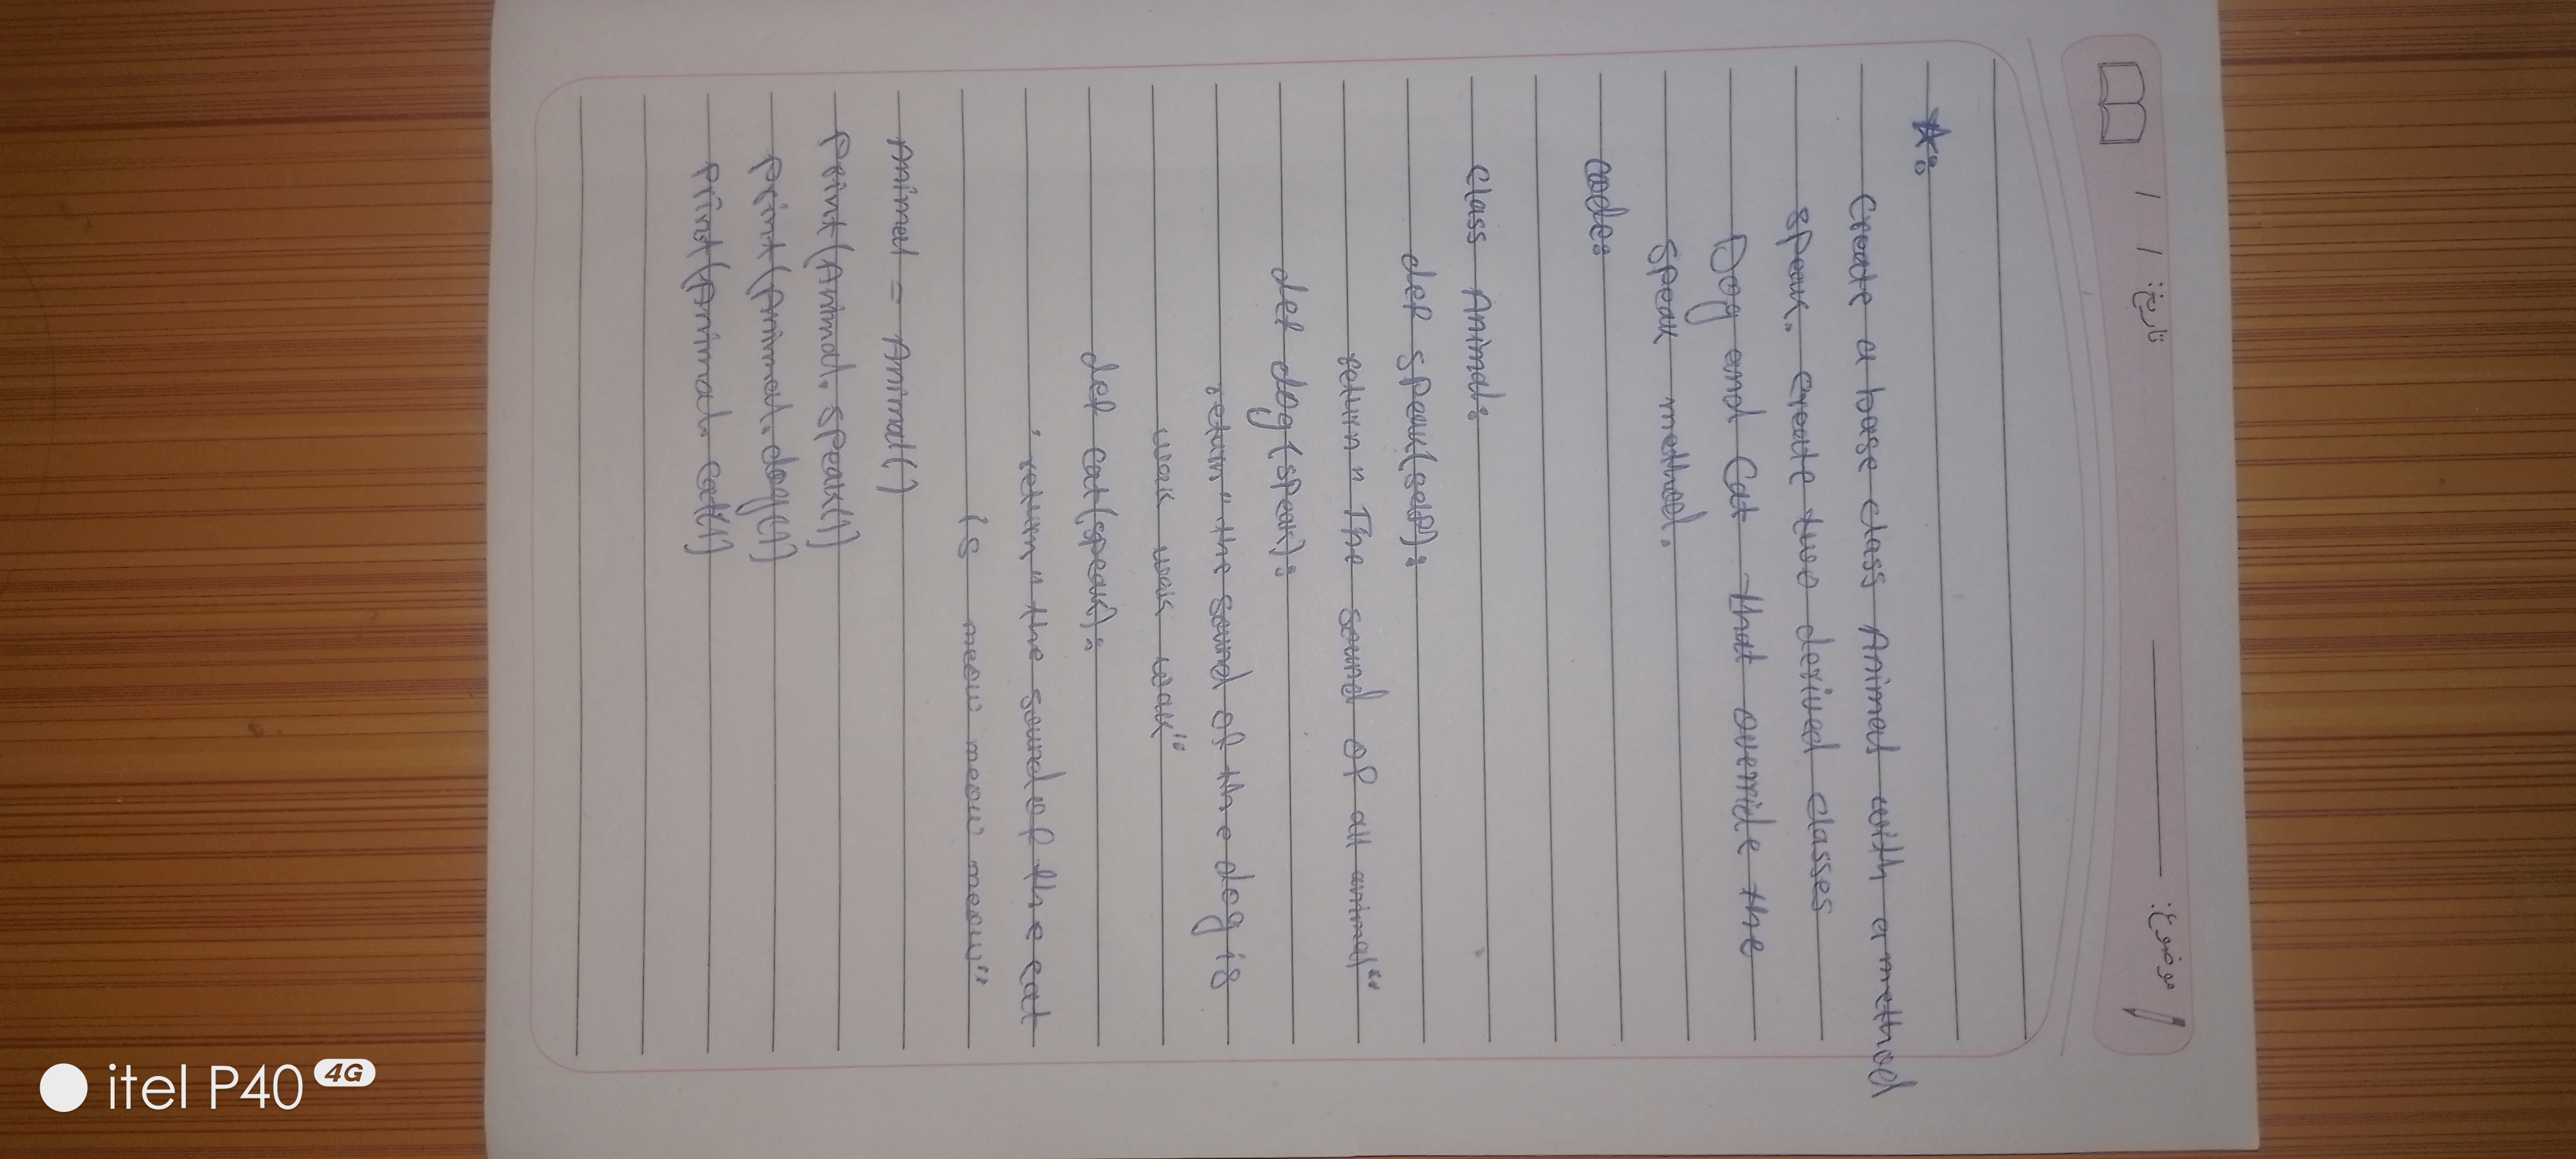 موضوع: تاریخ: / /
*:
Create a base class Animal with a method
speak. Create two derived classes
Dog and Cat that override the
speak method.
code:
class Animal:
def speak(self):
return " The sound of all animal"
def dog(speak):
return " the sound of the dog is
wak wak wak"
def cat(speak):
return " the sound of the cat
is meow meow meow"
Animal = Animal()
print(Animal. speak())
print(Animal. dog())
print(Animal. cat())
itel P40 4G